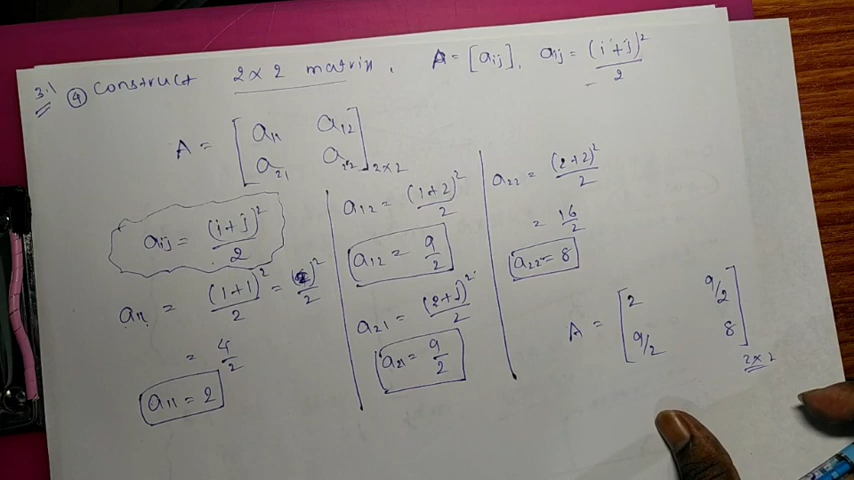 3.1 ④ Construct 2×2 matrix. A = [aij], aij = (i+j)²/2
A = [a11 a12
a21 a22]2×2
aij = (i+j)²/2
a11 = (1+1)²/2 = (2)²/2
= 4/2
a11 = 2
a12 = (1+2)²/2
a12 = 9/2
a21 = (2+1)²/2
a21 = 9/2
a22 = (2+2)²/2
= 16/2
a22 = 8
A = [2 9/2
9/2 8]2×2